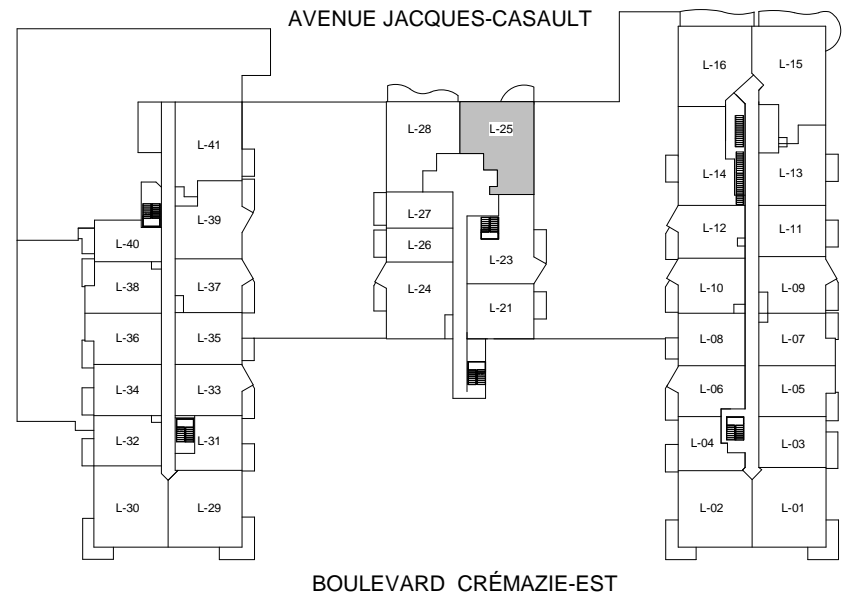 AVENUE JACQUES-CASAULT
L-16 L-15
L-28 L-25
L-41
L-14 L-13
L-27
L-39
L-12 L-11
L-40
L-26
L-23
L-38 L-37
L-24
L-10 L-09
L-21
L-36 L-35
L-08 L-07
L-34 L-33
L-06 L-05
L-32 L-31
L-04 L-03
L-30 L-29
L-02 L-01
BOULEVARD CRÉMAZIE-EST